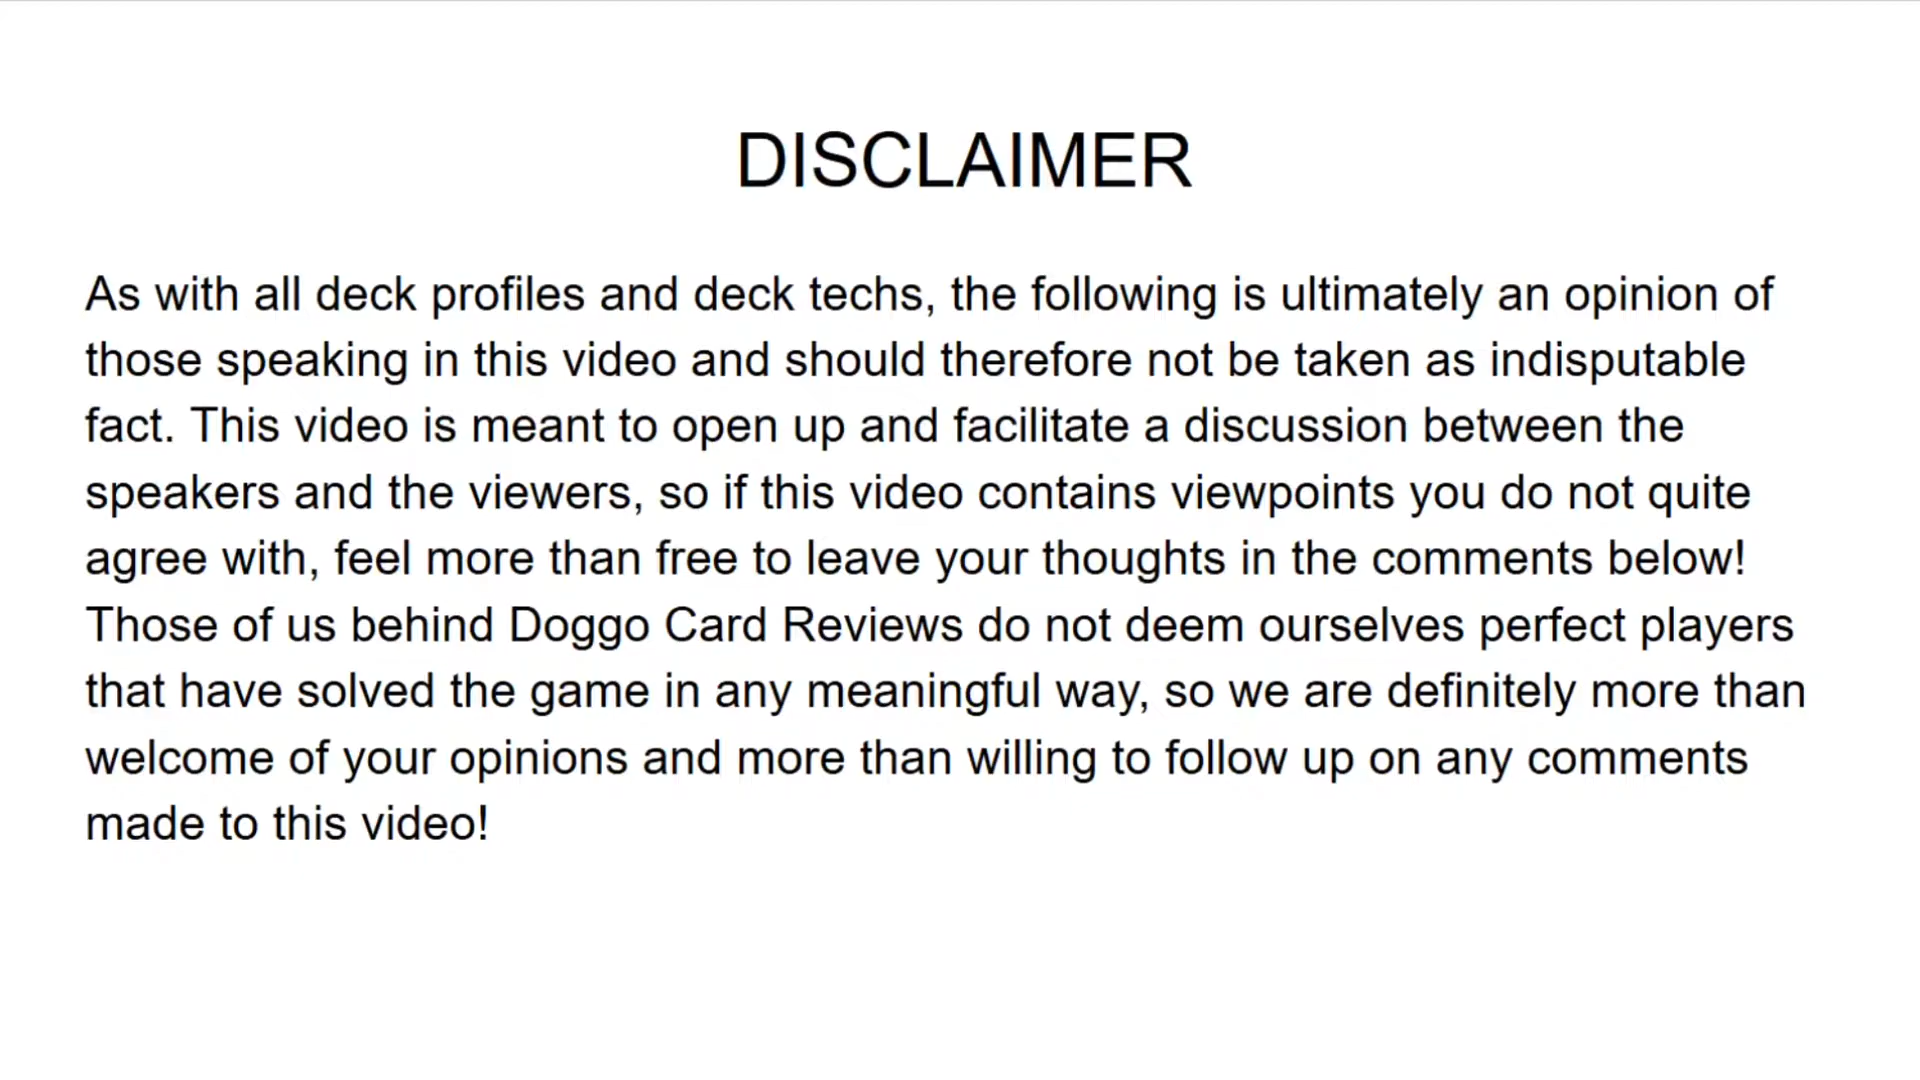 DISCLAIMER
As with all deck profiles and deck techs, the following is ultimately an opinion of
those speaking in this video and should therefore not be taken as indisputable
fact. This video is meant to open up and facilitate a discussion between the
speakers and the viewers, so if this video contains viewpoints you do not quite
agree with, feel more than free to leave your thoughts in the comments below!
Those of us behind Doggo Card Reviews do not deem ourselves perfect players
that have solved the game in any meaningful way, so we are definitely more than
welcome of your opinions and more than willing to follow up on any comments
made to this video!